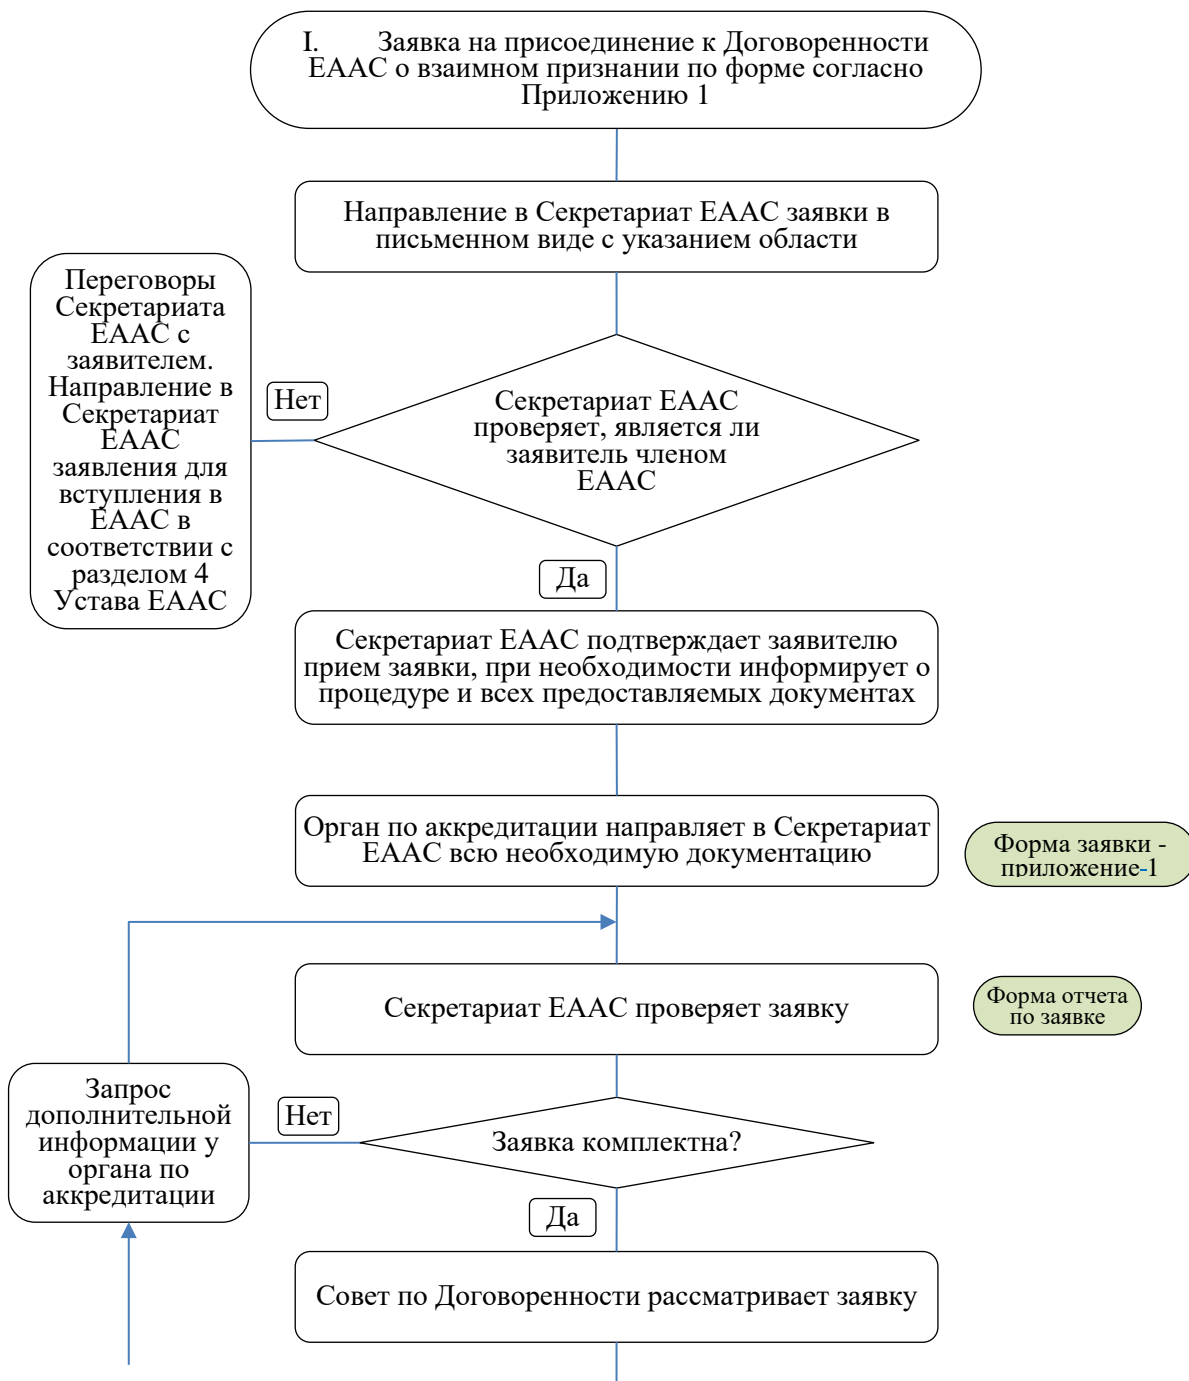 I. Заявка на присоединение к Договоренности
ЕААС о взаимном признании по форме согласно
Приложению 1
Направление в Секретариат ЕААС заявки в
письменном виде с указанием области
Переговоры
Секретариата
ЕААС с
заявителем.
Направление в
Секретариат
ЕААС
заявления для
вступления в
ЕААС в
соответствии с
разделом 4
Устава ЕААС
Нет
Секретариат ЕААС
проверяет, является ли
заявитель членом
ЕААС
Да
Секретариат ЕААС подтверждает заявителю
прием заявки, при необходимости информирует о
процедуре и всех предоставляемых документах
Орган по аккредитации направляет в Секретариат
ЕААС всю необходимую документацию
Форма заявки -
приложение-1
Секретариат ЕААС проверяет заявку
Форма отчета
по заявке
Запрос
дополнительной
информации у
органа по
аккредитации
Нет
Заявка комплектна?
Да
Совет по Договоренности рассматривает заявку